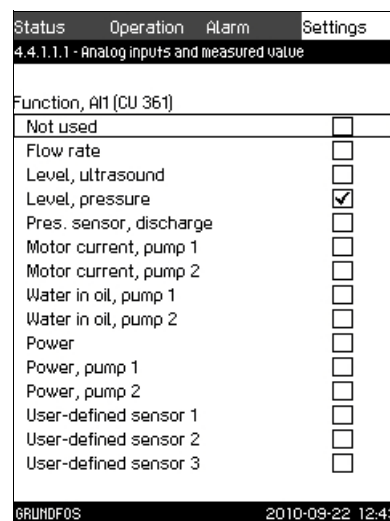 Status Operation Alarm Settings
4.4.1.1.1 - Analog inputs and measured value
Function, AI1 (CU 361)
Not used
Flow rate
Level, ultrasound
Level, pressure
Pres. sensor, discharge
Motor current, pump 1
Motor current, pump 2
Water in oil, pump 1
Water in oil, pump 2
Power
Power, pump 1
Power, pump 2
User-defined sensor 1
User-defined sensor 2
User-defined sensor 3
GRUNDFOS 2010-09-22 12:4